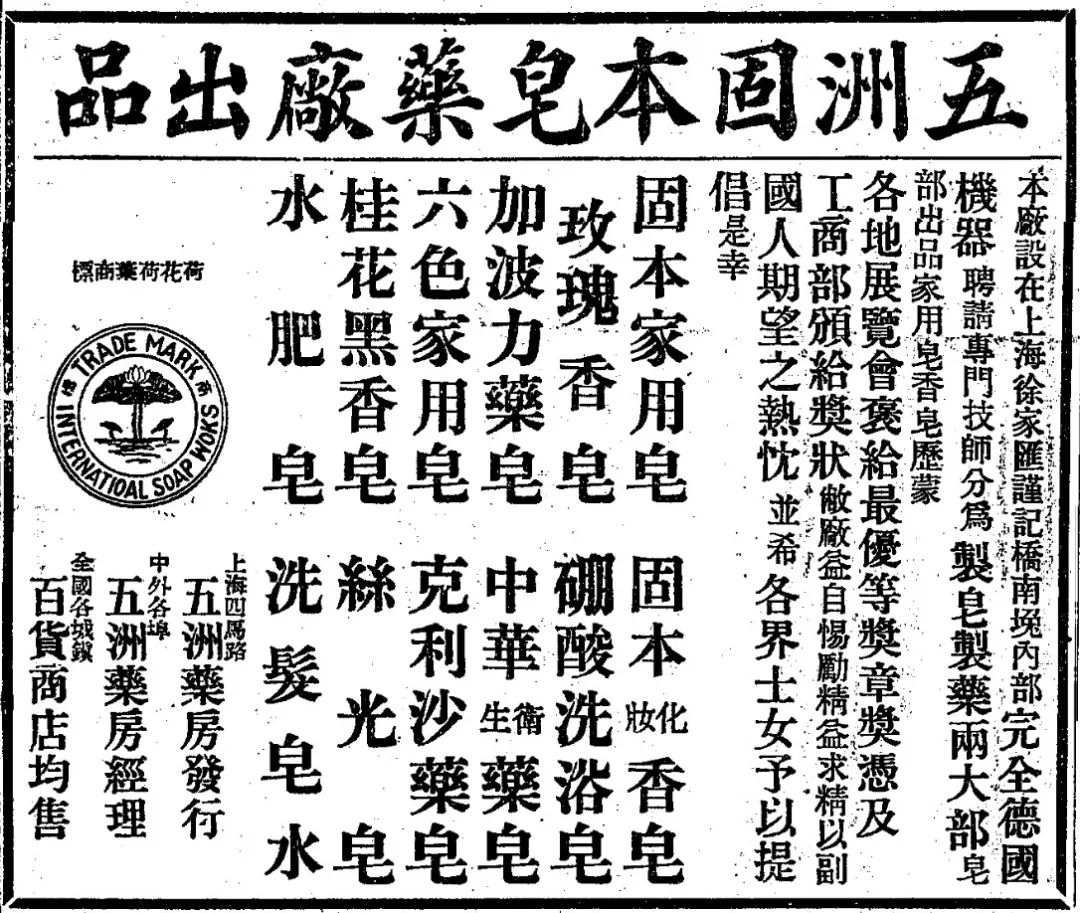 五洲固本皂藥廠出品
本廠設在上海徐家匯謹記橋南堍內部完全德國
機器聘請專門技師分爲製皂製藥兩大部皂
部出品家用皂香皂歷蒙
各地展覽會褒給最優等獎章獎憑及
工商部頒給獎狀敝廠益自惕勵精益求精以副
國人期望之熱忱並希各界士女予以提
倡是幸
固本家用皂
玫瑰香皂
加波力藥皂
六色家用皂
桂花黑香皂
水肥皂
固本化妝香皂
硼酸洗浴皂
中華衛生藥皂
克利沙藥皂
絲光皂
洗髮皂水
荷花荷葉商標
TRADE MARK
商標
INTERNATIOAL SOAP WOKS
上海四馬路
五洲藥房發行
中外各埠
五洲藥房經理
全國各城鎮
百貨商店均售